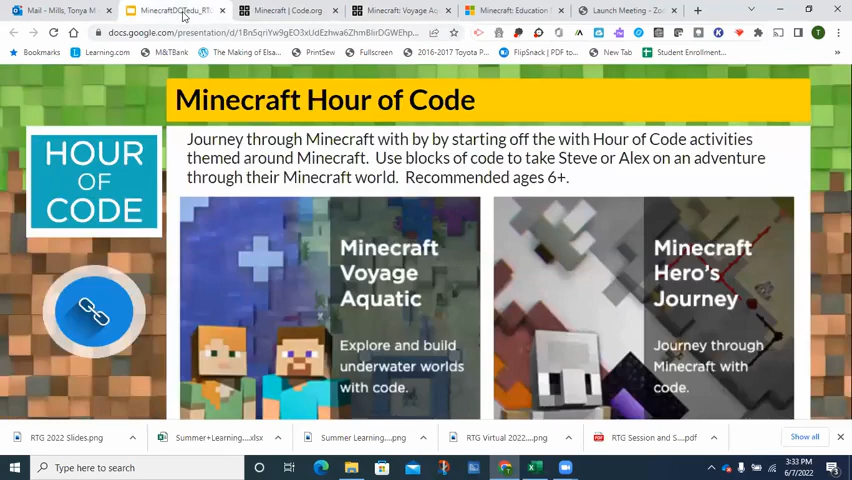 Mail - Mills, Tonya M
MinecraftDGTedu_RT
Minecraft | Code.org
Minecraft: Voyage Aq
Minecraft: Education
Launch Meeting - Zoo
docs.google.com/presentation/d/
Learning.com
M&TBank
The Making of Elsa...
PrintSew
Fullscreen
2016-2017 Toyota P...
FlipSnack | PDF to...
New Tab
Student Enrollment...
Minecraft Hour of Code
HOUR
OF
CODE
Journey through Minecraft with by by starting off the with Hour of Code activities
themed around Minecraft. Use blocks of code to take Steve or Alex on an adventure
through their Minecraft world. Recommended ages 6+.
Minecraft
Voyage
Aquatic
Explore and build
underwater worlds
with code.
Minecraft
Hero's
Journey
Journey through
Minecraft with
code.
RTG 2022 Slides.png
Summer+Learning....xlsx
Summer Learning....png
RTG Virtual 2022....png
RTG Session and S....pdf
Show all
Type here to search
3:33 PM
6/7/2022